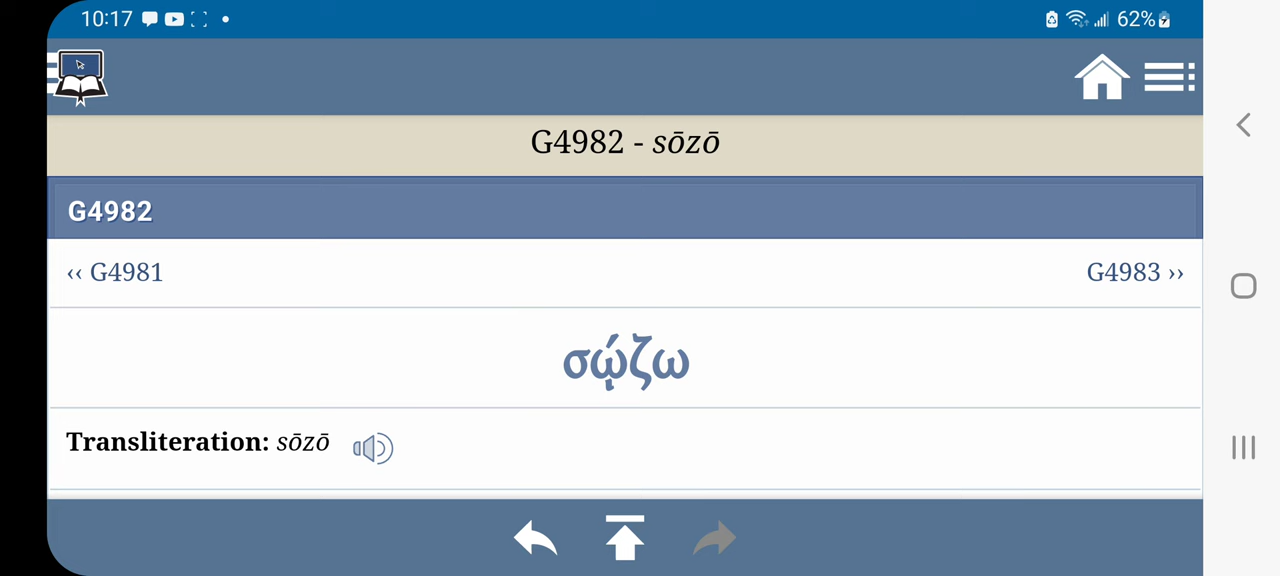 10:17 62%
G4982 - sōzō
G4982
‹‹ G4981 G4983 ››
σῴζω
Transliteration: sōzō